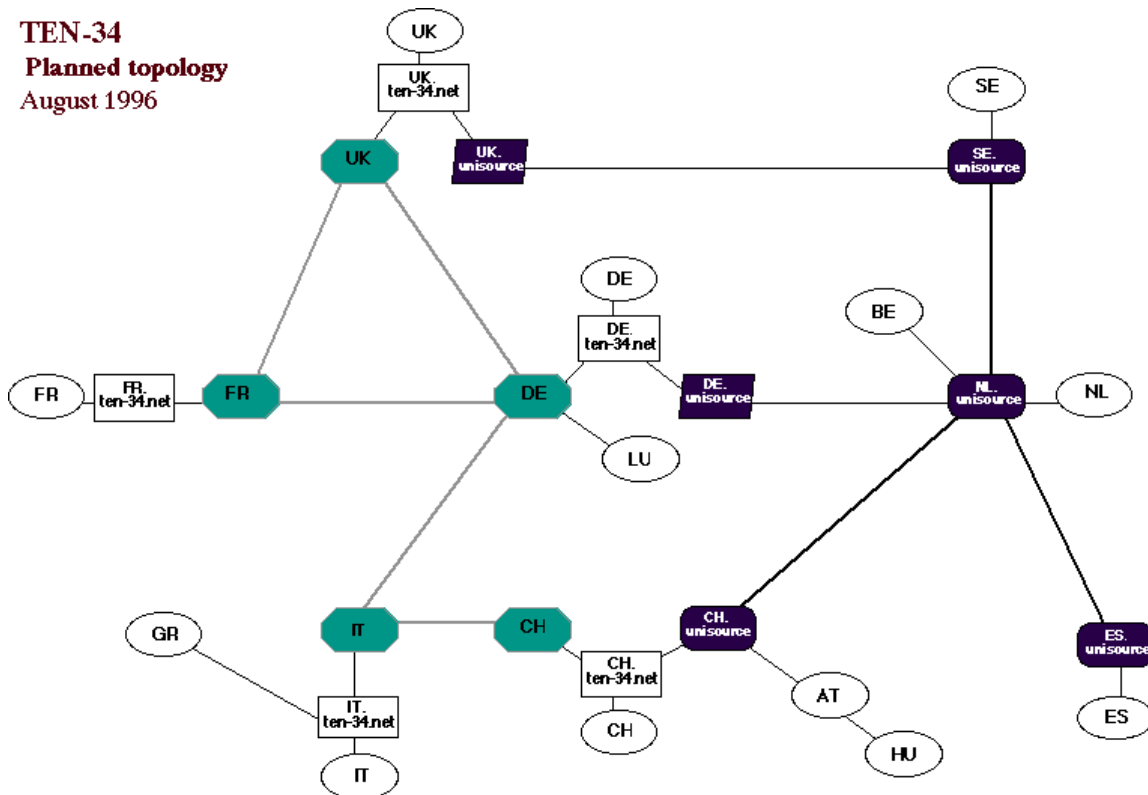 TEN-34
Planned topology
August 1996
UK
UK.
ten-34.net
SE
UK
UK.
unisource
SE.
unisource
DE
BE
DE.
ten-34.net
FR
FR.
ten-34.net
FR
DE
DE.
unisource
NL.
unisource
NL
LU
GR
IT
CH
CH.
unisource
ES.
unisource
CH.
ten-34.net
AT
IT.
ten-34.net
CH
ES
HU
IT